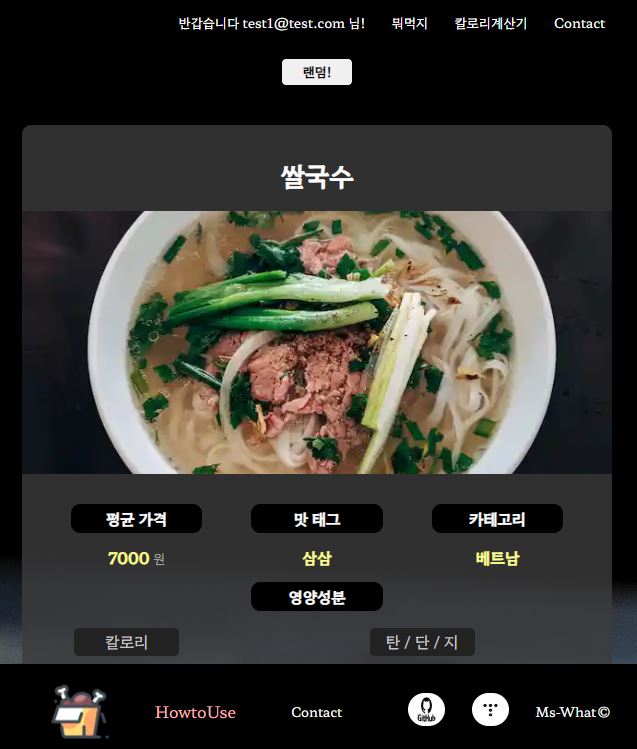 반갑습니다 test1@test.com 님! 뭐먹지 칼로리계산기 Contact
랜덤!
쌀국수
평균 가격 맛 태그 카테고리
7000 원 삼삼 베트남
영양성분
칼로리 탄 / 단 / 지
HowtoUse Contact GitHub Ms-What©